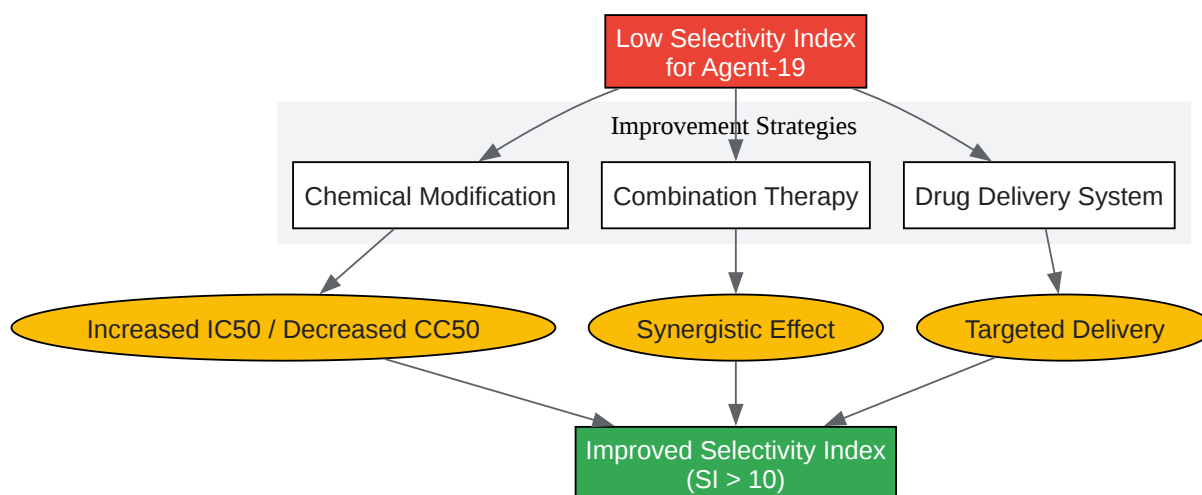 Low Selectivity Index
for Agent-19
Improvement Strategies
Chemical Modification
Combination Therapy
Drug Delivery System
Increased IC50 / Decreased CC50
Synergistic Effect
Targeted Delivery
Improved Selectivity Index
(SI > 10)